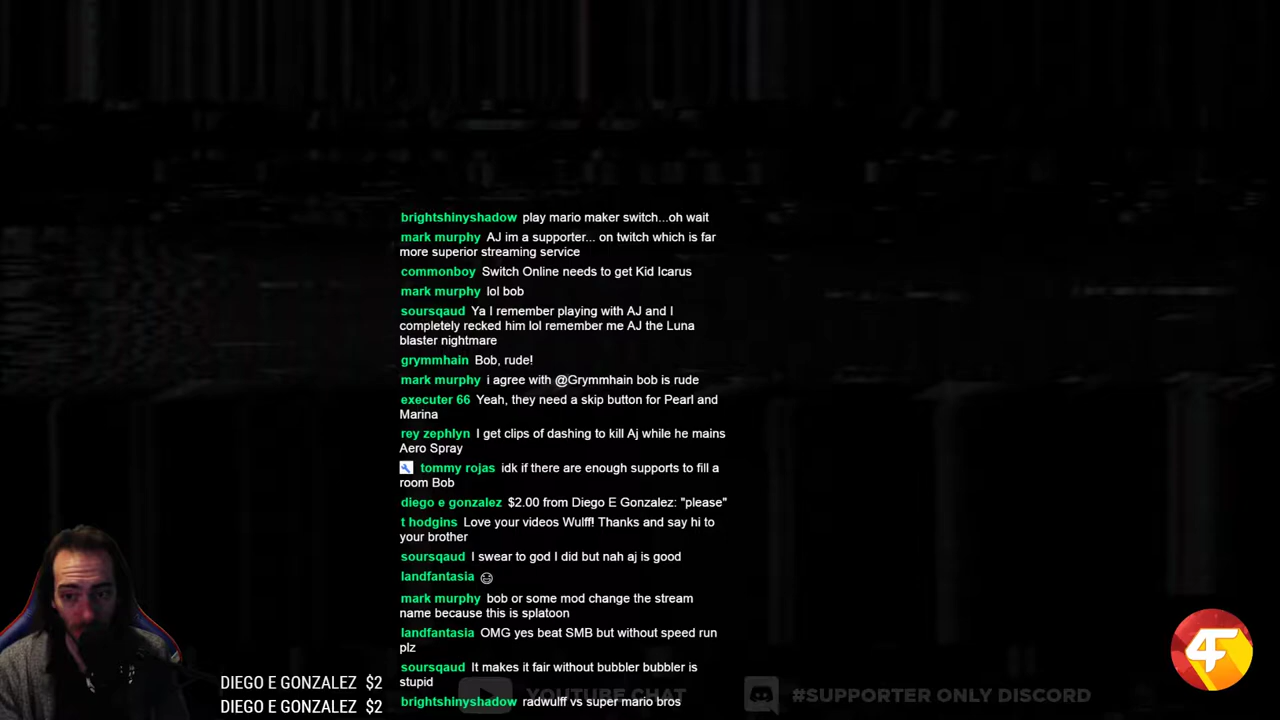 brightshinyshadow play mario maker switch...oh wait
mark murphy AJ im a supporter... on twitch which is far
more superior streaming service
commonboy Switch Online needs to get Kid Icarus
mark murphy lol bob
soursqaud Ya I remember playing with AJ and I
completely recked him lol remember me AJ the Luna
blaster nightmare
grymmhain Bob, rude!
mark murphy i agree with @Grymmhain bob is rude
executer 66 Yeah, they need a skip button for Pearl and
Marina
rey zephlyn I get clips of dashing to kill Aj while he mains
Aero Spray
tommy rojas idk if there are enough supports to fill a
room Bob
diego e gonzalez $2.00 from Diego E Gonzalez: "please"
t hodgins Love your videos Wulff! Thanks and say hi to
your brother
soursqaud I swear to god I did but nah aj is good
landfantasia 😂
mark murphy bob or some mod change the stream
name because this is splatoon
landfantasia OMG yes beat SMB but without speed run
plz
soursqaud It makes it fair without bubbler bubbler is
stupid
brightshinyshadow radwulff vs super mario bros
DIEGO E GONZALEZ $2
DIEGO E GONZALEZ $2
YOUTUBE CHAT
#SUPPORTER ONLY DISCORD
4F